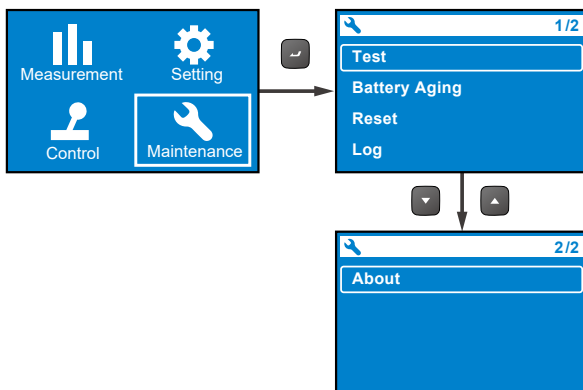 Measurement
Setting
Control
Maintenance
1/2
Test
Battery Aging
Reset
Log
2/2
About